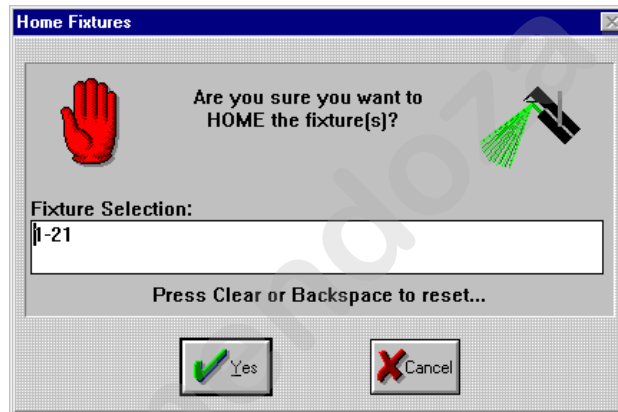 Home Fixtures
Are you sure you want to
HOME the fixture(s)?
Fixture Selection:
1-21
Press Clear or Backspace to reset...
Yes
Cancel